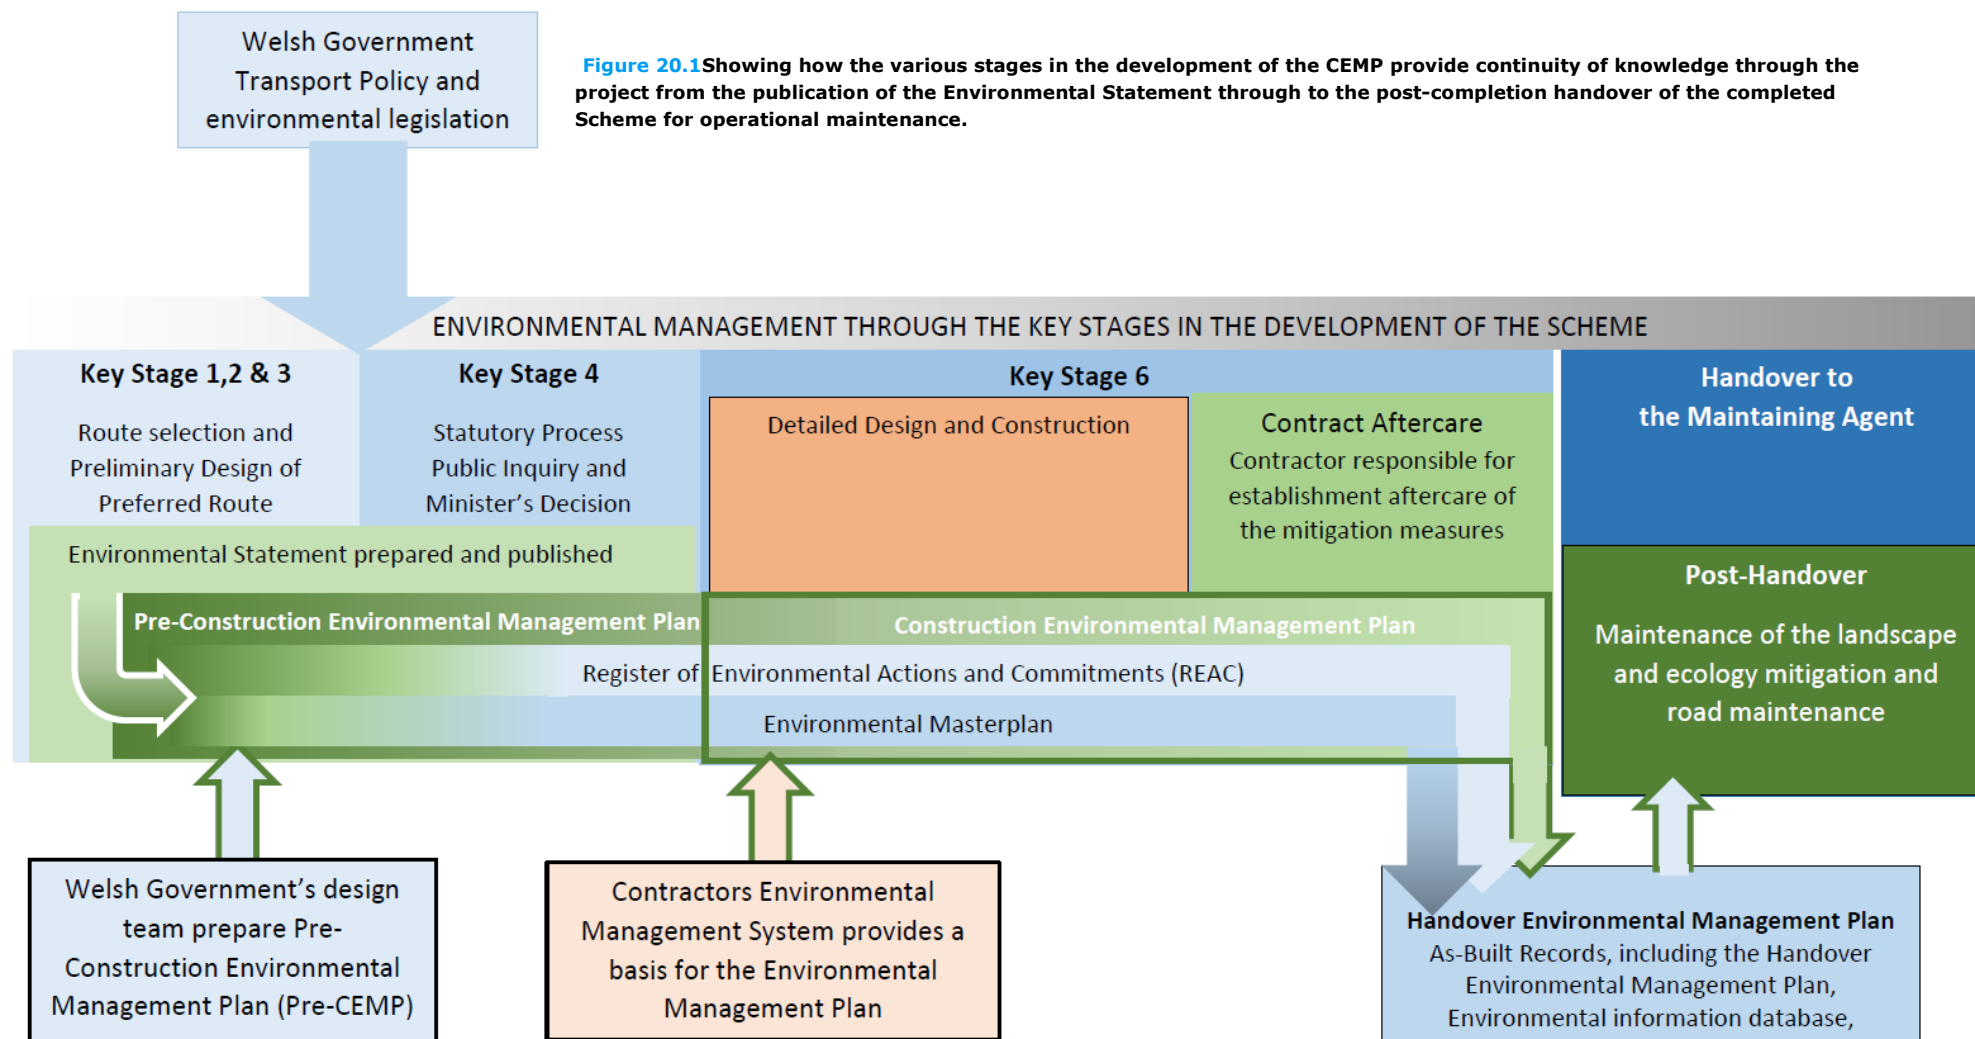 Welsh Government
Transport Policy and
environmental legislation
Figure 20.1Showing how the various stages in the development of the CEMP provide continuity of knowledge through the
project from the publication of the Environmental Statement through to the post-completion handover of the completed
Scheme for operational maintenance.
ENVIRONMENTAL MANAGEMENT THROUGH THE KEY STAGES IN THE DEVELOPMENT OF THE SCHEME
Key Stage 1,2 & 3
Route selection and
Preliminary Design of
Preferred Route
Key Stage 4
Statutory Process
Public Inquiry and
Minister's Decision
Key Stage 6
Detailed Design and Construction
Contract Aftercare
Contractor responsible for
establishment aftercare of
the mitigation measures
Handover to
the Maintaining Agent
Environmental Statement prepared and published
Post-Handover
Maintenance of the landscape
and ecology mitigation and
road maintenance
Pre-Construction Environmental Management Plan
Construction Environmental Management Plan
Register of Environmental Actions and Commitments (REAC)
Environmental Masterplan
Welsh Government's design
team prepare Pre-
Construction Environmental
Management Plan (Pre-CEMP)
Contractors Environmental
Management System provides a
basis for the Environmental
Management Plan
Handover Environmental Management Plan
As-Built Records, including the Handover
Environmental Management Plan,
Environmental information database,